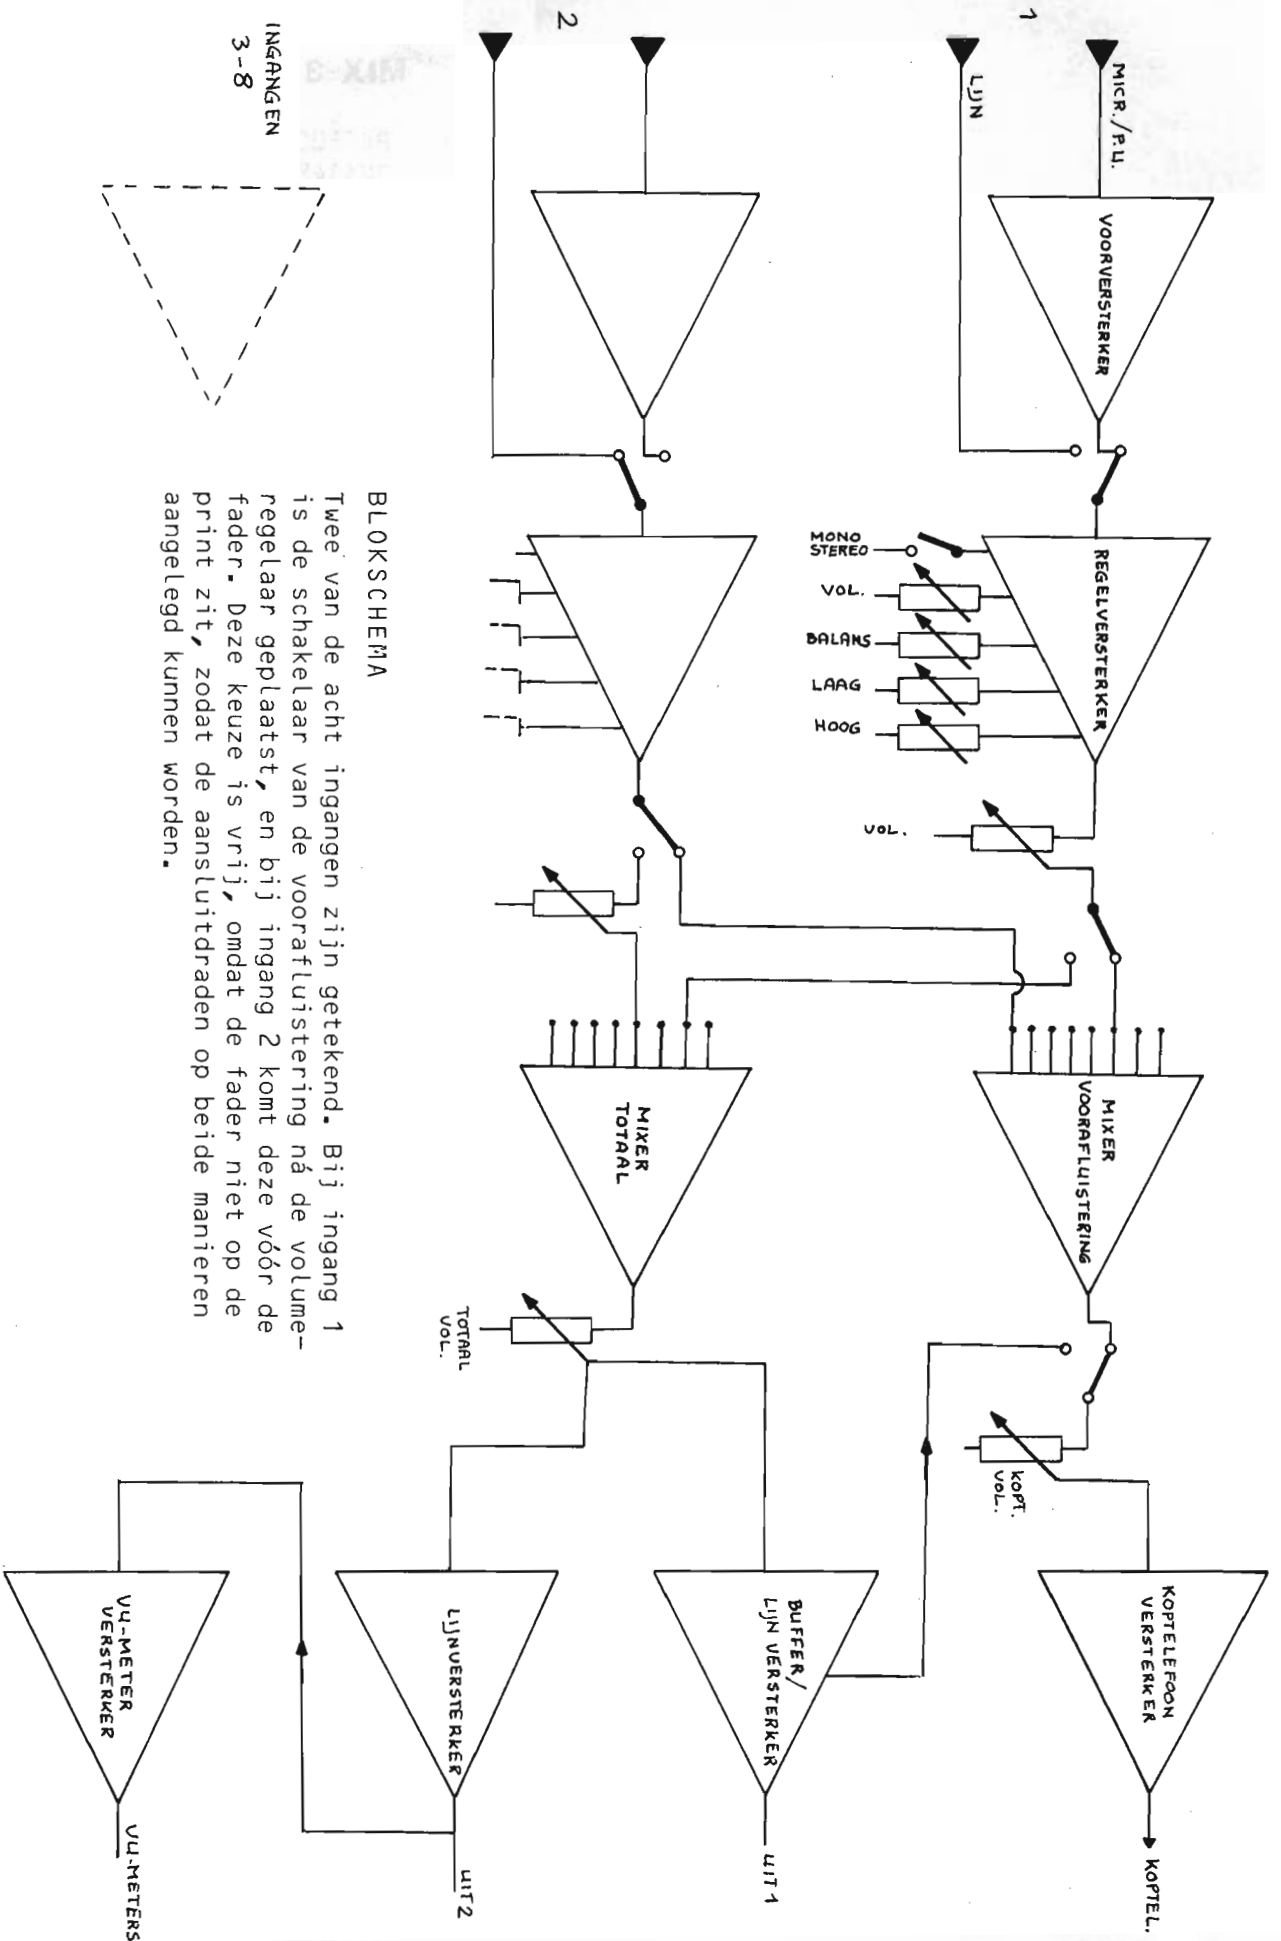 1
MICR./P.U.
LIJN
VOORVERSTERKER
REGELVERSTERKER
MONO
STEREO
VOL.
BALANS
LAAG
HOOG
VOL.
MIXER
VOORAFLUISTERING
KOPT.
VOL.
KOPTELEFOON
VERSTERKER
KOPTEL.
2
MIXER
TOTAAL
TOTAAL
VOL.
BUFFER/
LIJN VERSTERKER
UIT1
LIJNVERSTERKER
UIT2
VU-METER
VERSTERKER
VU-METERS
INGANGEN
3-8
BLOKSCHEMA
Twee van de acht ingangen zijn getekend. Bij ingang 1
is de schakelaar van de voorafluistering ná de volume-
regelaar geplaatst, en bij ingang 2 komt deze vóór de
fader. Deze keuze is vrij, omdat de fader niet op de
print zit, zodat de aansluitdraden op beide manieren
aangelegd kunnen worden.
MIX-3